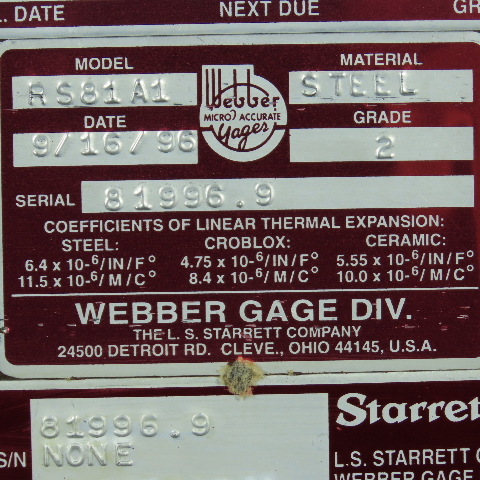 . DATE NEXT DUE GR
MODEL MATERIAL
RS81A1 Webber STEEL
MICRO ACCURATE
Gages
DATE GRADE
9/16/96 2
SERIAL 81996.9
COEFFICIENTS OF LINEAR THERMAL EXPANSION:
STEEL: CROBLOX: CERAMIC:
6.4 x 10-⁶/IN/F° 4.75 x 10-⁶/IN/F° 5.55 x 10-⁶/IN/F°
11.5 x 10-⁶/M/C° 8.4 x 10-⁶/M/C° 10.0 x 10-⁶/M/C°
WEBBER GAGE DIV.
THE L. S. STARRETT COMPANY
24500 DETROIT RD. CLEVE., OHIO 44145, U.S.A.
81996.9 Starret
S/N NONE L.S. STARRETT C
WEBBER GAGE